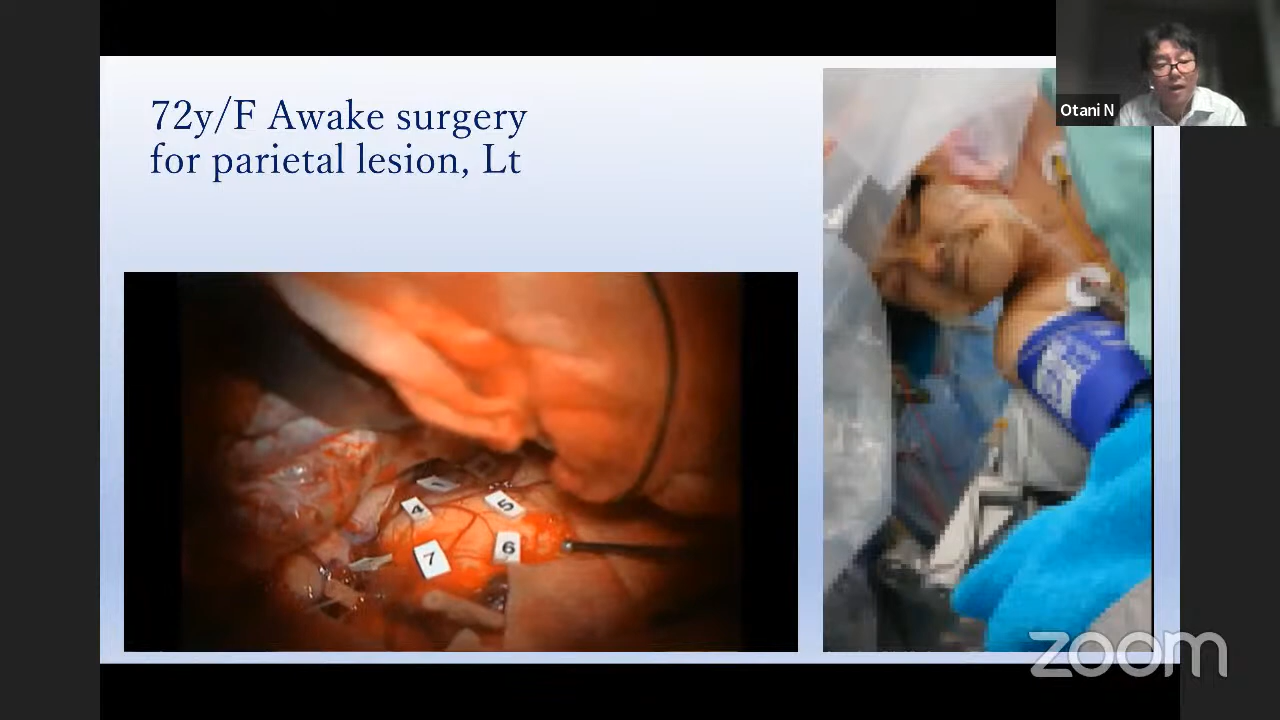 72y/F Awake surgery
for parietal lesion, Lt
Otani N
4
5
7
6
zoom